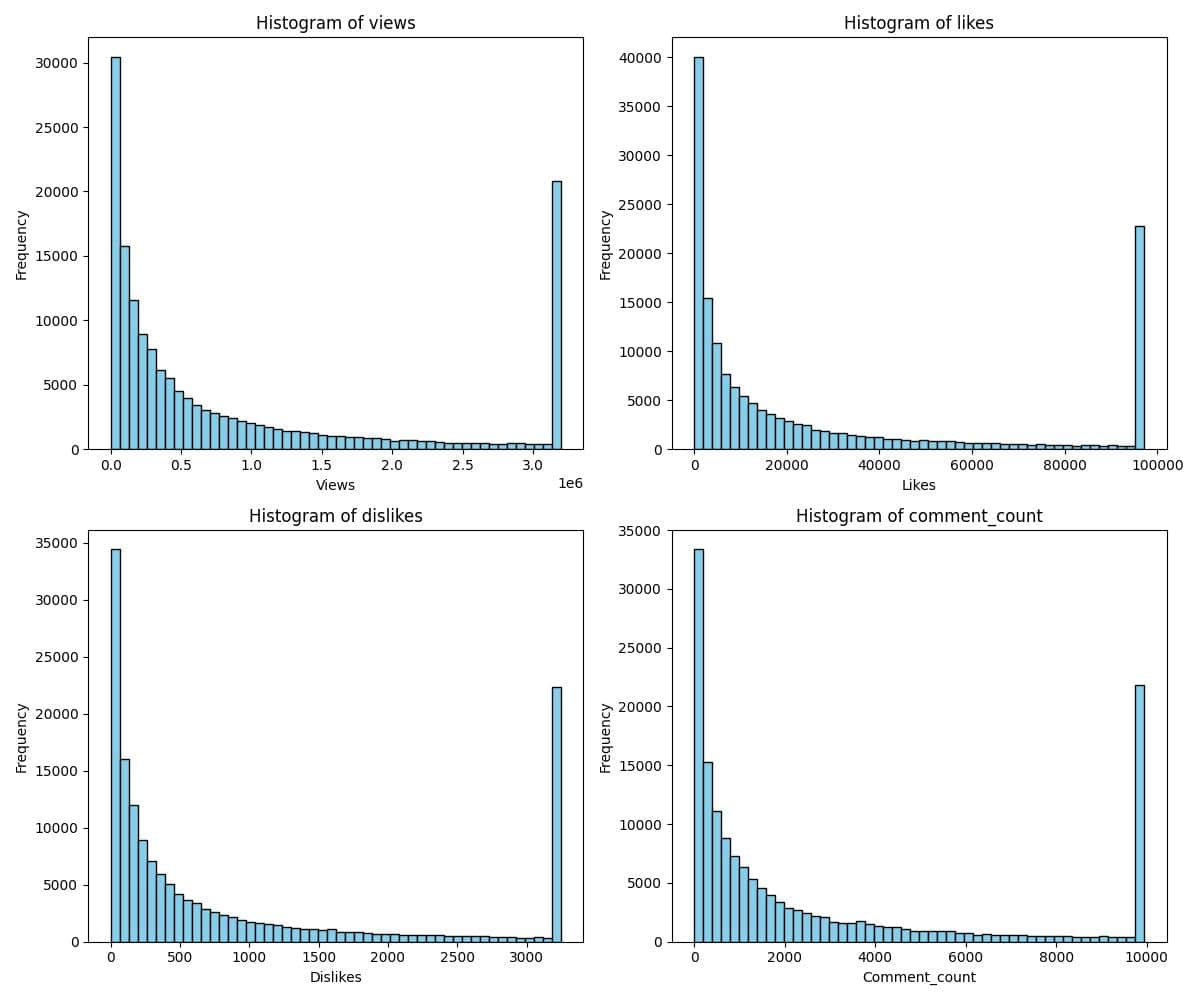 Histogram of views
30000
25000
20000
15000
10000
5000
0
Frequency
0.0 0.5 1.0 1.5 2.0 2.5 3.0
1e6
Views
Histogram of likes
40000
35000
30000
25000
20000
15000
10000
5000
0
Frequency
0 20000 40000 60000 80000 100000
Likes
Histogram of dislikes
35000
30000
25000
20000
15000
10000
5000
0
Frequency
0 500 1000 1500 2000 2500 3000
Dislikes
Histogram of comment_count
35000
30000
25000
20000
15000
10000
5000
0
Frequency
0 2000 4000 6000 8000 10000
Comment_count